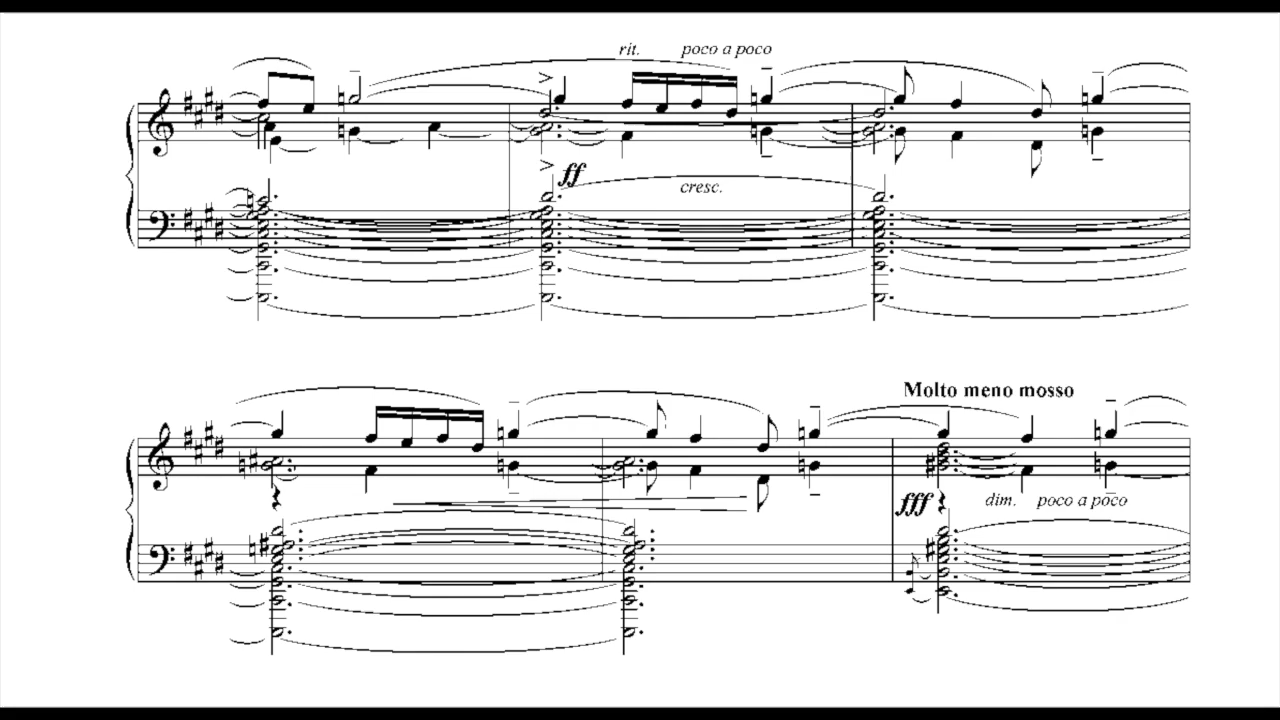 rit. poco a poco
ff
cresc.
Molto meno mosso
fff dim. poco a poco